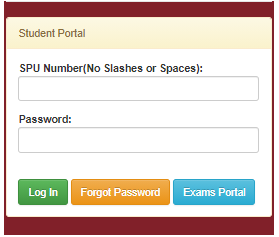 Student Portal
SPU Number(No Slashes or Spaces):
Password:
Log In Forgot Password Exams Portal